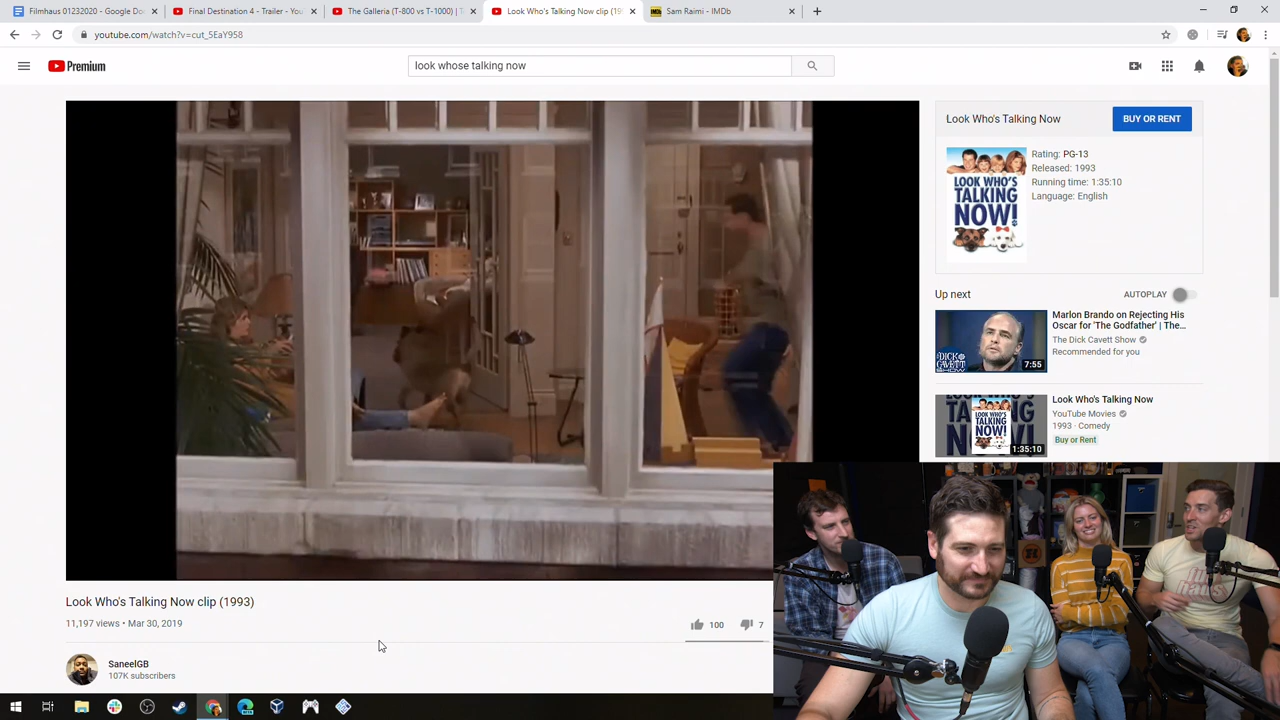 Filmhaus 01232020 - Google Do
Final Destination 4 - Trailer - You
The Galleria (T-800 vs T-1000) | T
Look Who's Talking Now clip (19
Sam Raimi - IMDb
youtube.com/watch?v=cut_5EaY958
Premium
look whose talking now
Look Who's Talking Now
BUY OR RENT
LOOK WHO'S
TALKING
NOW!
Rating: PG-13
Released: 1993
Running time: 1:35:10
Language: English
Up next
AUTOPLAY
Marlon Brando on Rejecting His
Oscar for 'The Godfather' | The...
The Dick Cavett Show
Recommended for you
DICK
CAVETT
SHOW
7:55
Look Who's Talking Now
YouTube Movies
1993 • Comedy
Buy or Rent
1:35:10
Look Who's Talking Now clip (1993)
11,197 views • Mar 30, 2019
100
7
SaneelGB
107K subscribers